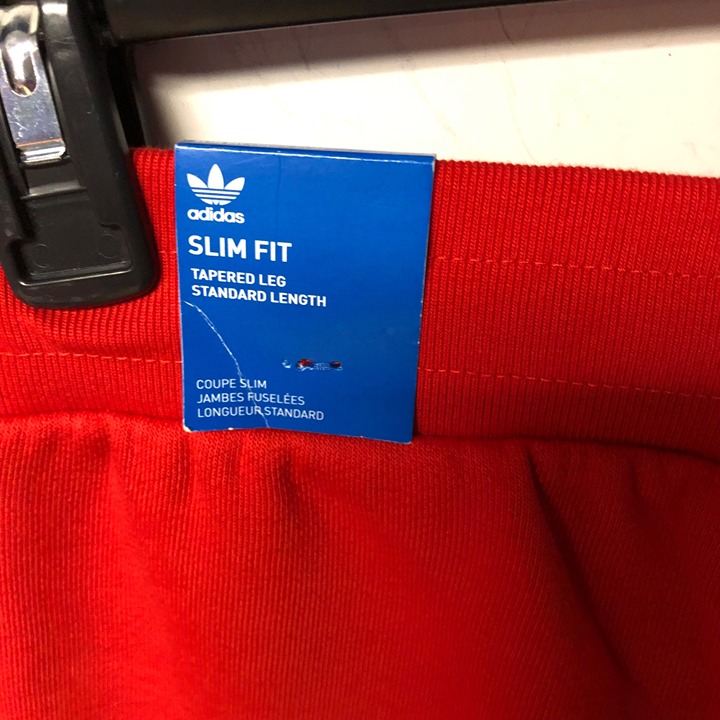 adidas
SLIM FIT
TAPERED LEG
STANDARD LENGTH
COUPE SLIM
JAMBES FUSELÉES
LONGUEUR STANDARD